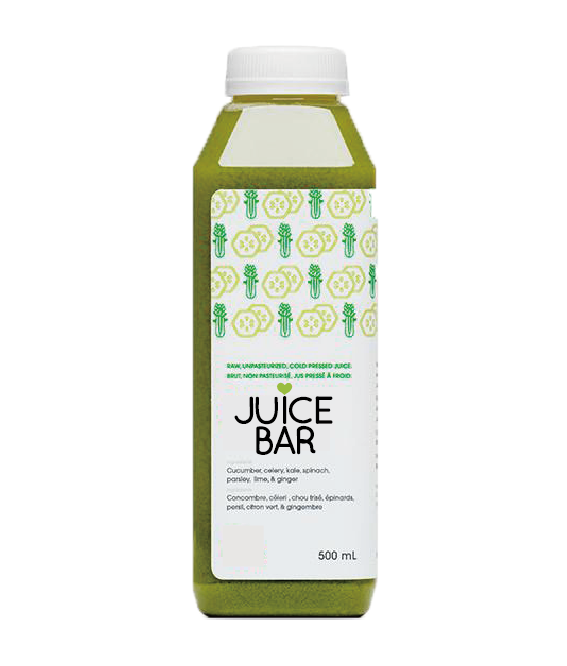 RAW, UNPASTEURIZED, COLD PRESSED JUICE.
BRUT, NON PASTEURISÉ, JUS PRESSÉ À FROID.
JUICE
BAR
Cucumber, celery, kale, spinach,
parsley, lime, & ginger
Concombre, céleri , chou frisé, épinards,
persil, citron vert, & gingembre
500 mL